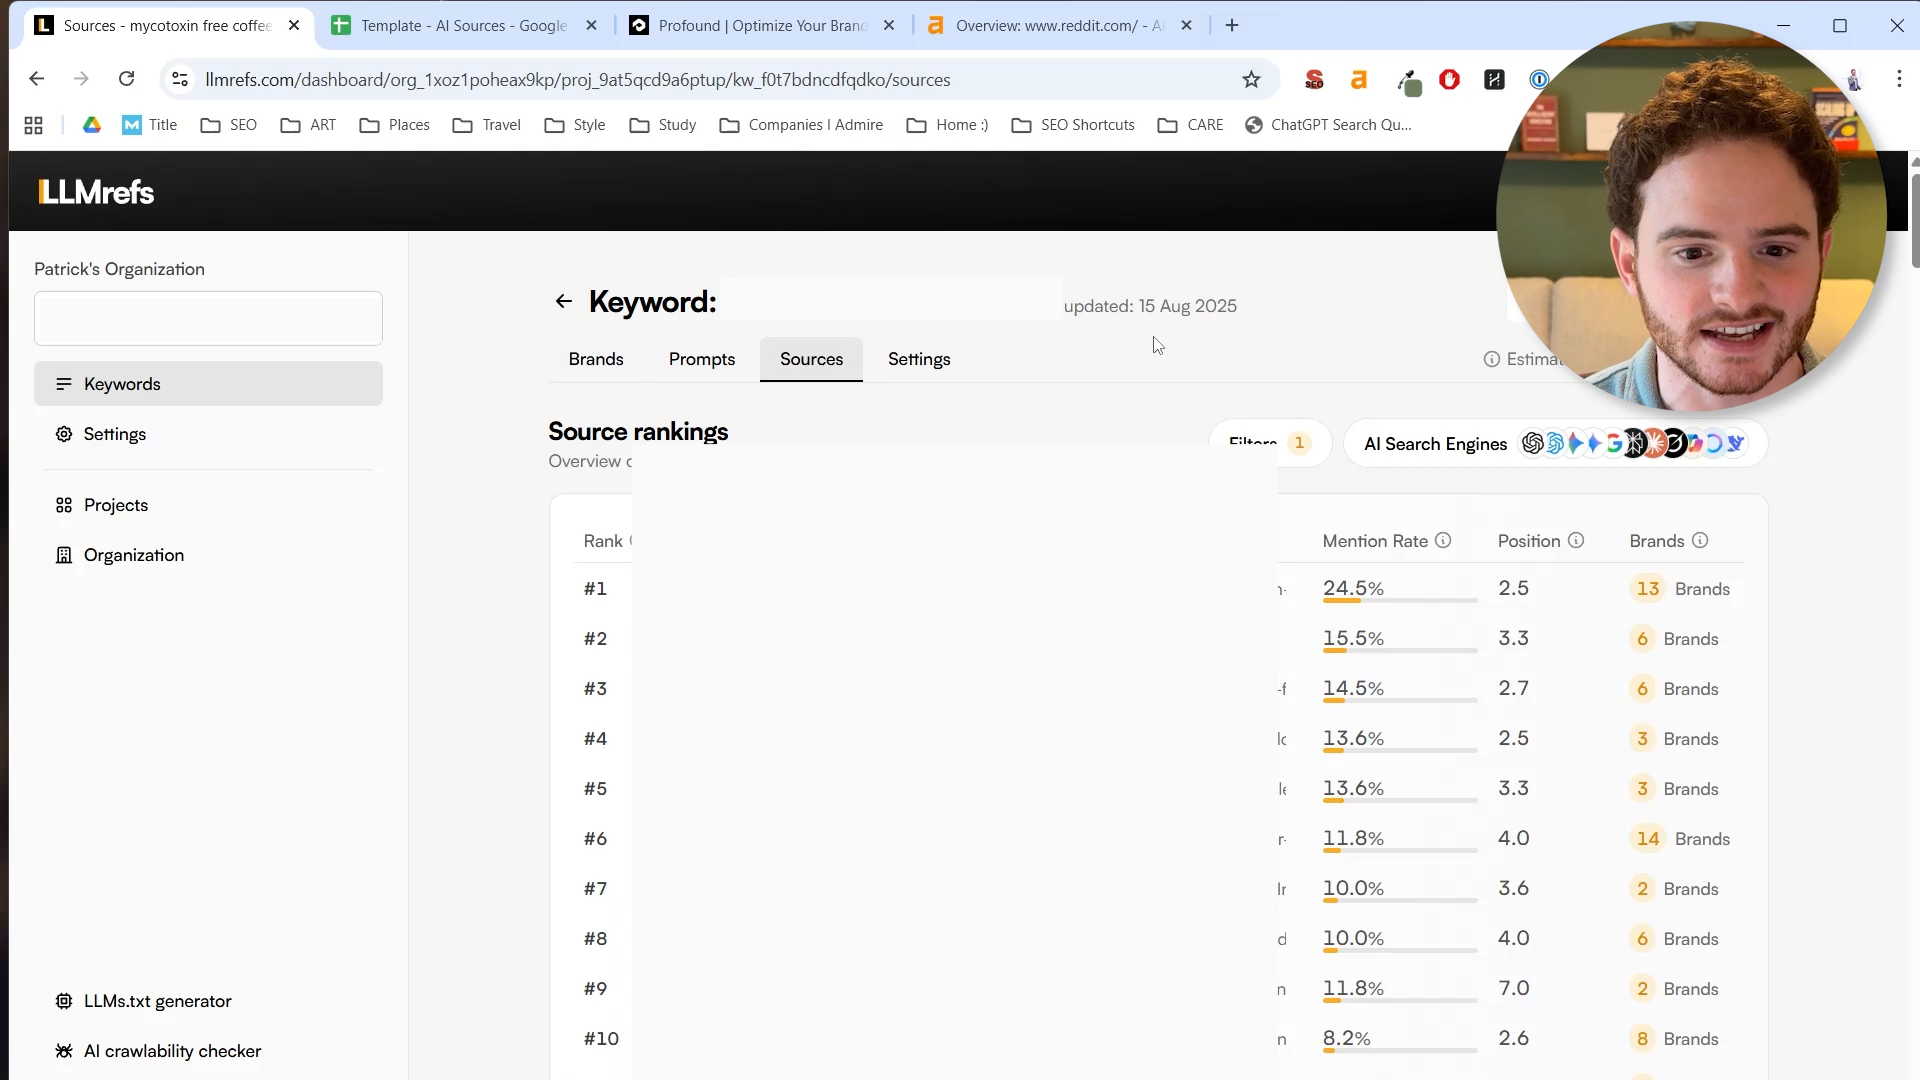 Sources - mycotoxin free coffee
Template - AI Sources - Google
Profound | Optimize Your Brand
Overview: www.reddit.com/ - A
llmrefs.com/dashboard/org_1xoz1poheax9kp/proj_9at5qcd9a6ptup/kw_f0t7bdncdfqdko/sources
Title
SEO
ART
Places
Travel
Style
Study
Companies I Admire
Home :)
SEO Shortcuts
CARE
ChatGPT Search Qu...
LLMrefs
Patrick's Organization
Keywords
Settings
Projects
Organization
LLMs.txt generator
AI crawlability checker
Keyword:
updated: 15 Aug 2025
Brands
Prompts
Sources
Settings
Source rankings
Overview
Filters 1
AI Search Engines
Rank
Mention Rate
Position
Brands
#1 24.5% 2.5 13 Brands
#2 15.5% 3.3 6 Brands
#3 14.5% 2.7 6 Brands
#4 13.6% 2.5 3 Brands
#5 13.6% 3.3 3 Brands
#6 11.8% 4.0 14 Brands
#7 10.0% 3.6 2 Brands
#8 10.0% 4.0 6 Brands
#9 11.8% 7.0 2 Brands
#10 8.2% 2.6 8 Brands